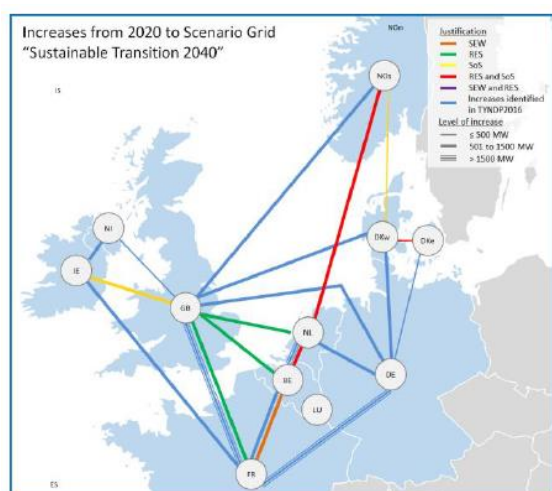 Increases from 2020 to Scenario Grid
"Sustainable Transition 2040"
NOn
Justification
SEW
RES
SoS
RES and SoS
SEW and RES
Increases identified
in TYNDP2016
Level of increase
≤ 500 MW
501 to 1500 MW
> 1500 MW
IS
NOs
NI
DKw
DKe
IE
GB
NL
BE
DE
LU
FR
ES